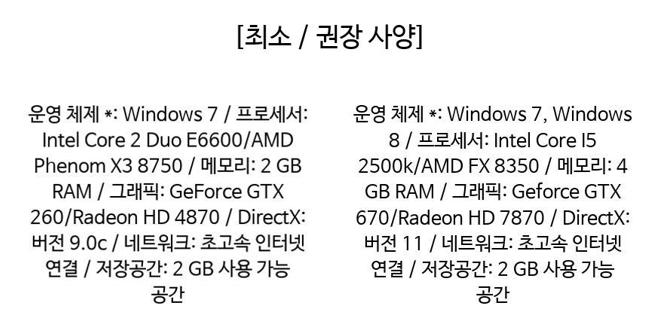 [최소 / 권장 사양]
운영 체제 *: Windows 7 / 프로세서:
Intel Core 2 Duo E6600/AMD
Phenom X3 8750 / 메모리: 2 GB
RAM / 그래픽: GeForce GTX
260/Radeon HD 4870 / DirectX:
버전 9.0c / 네트워크: 초고속 인터넷
연결 / 저장공간: 2 GB 사용 가능
공간
운영 체제 *: Windows 7, Windows
8 / 프로세서: Intel Core I5
2500k/AMD FX 8350 / 메모리: 4
GB RAM / 그래픽: Geforce GTX
670/Radeon HD 7870 / DirectX:
버전 11 / 네트워크: 초고속 인터넷
연결 / 저장공간: 2 GB 사용 가능
공간